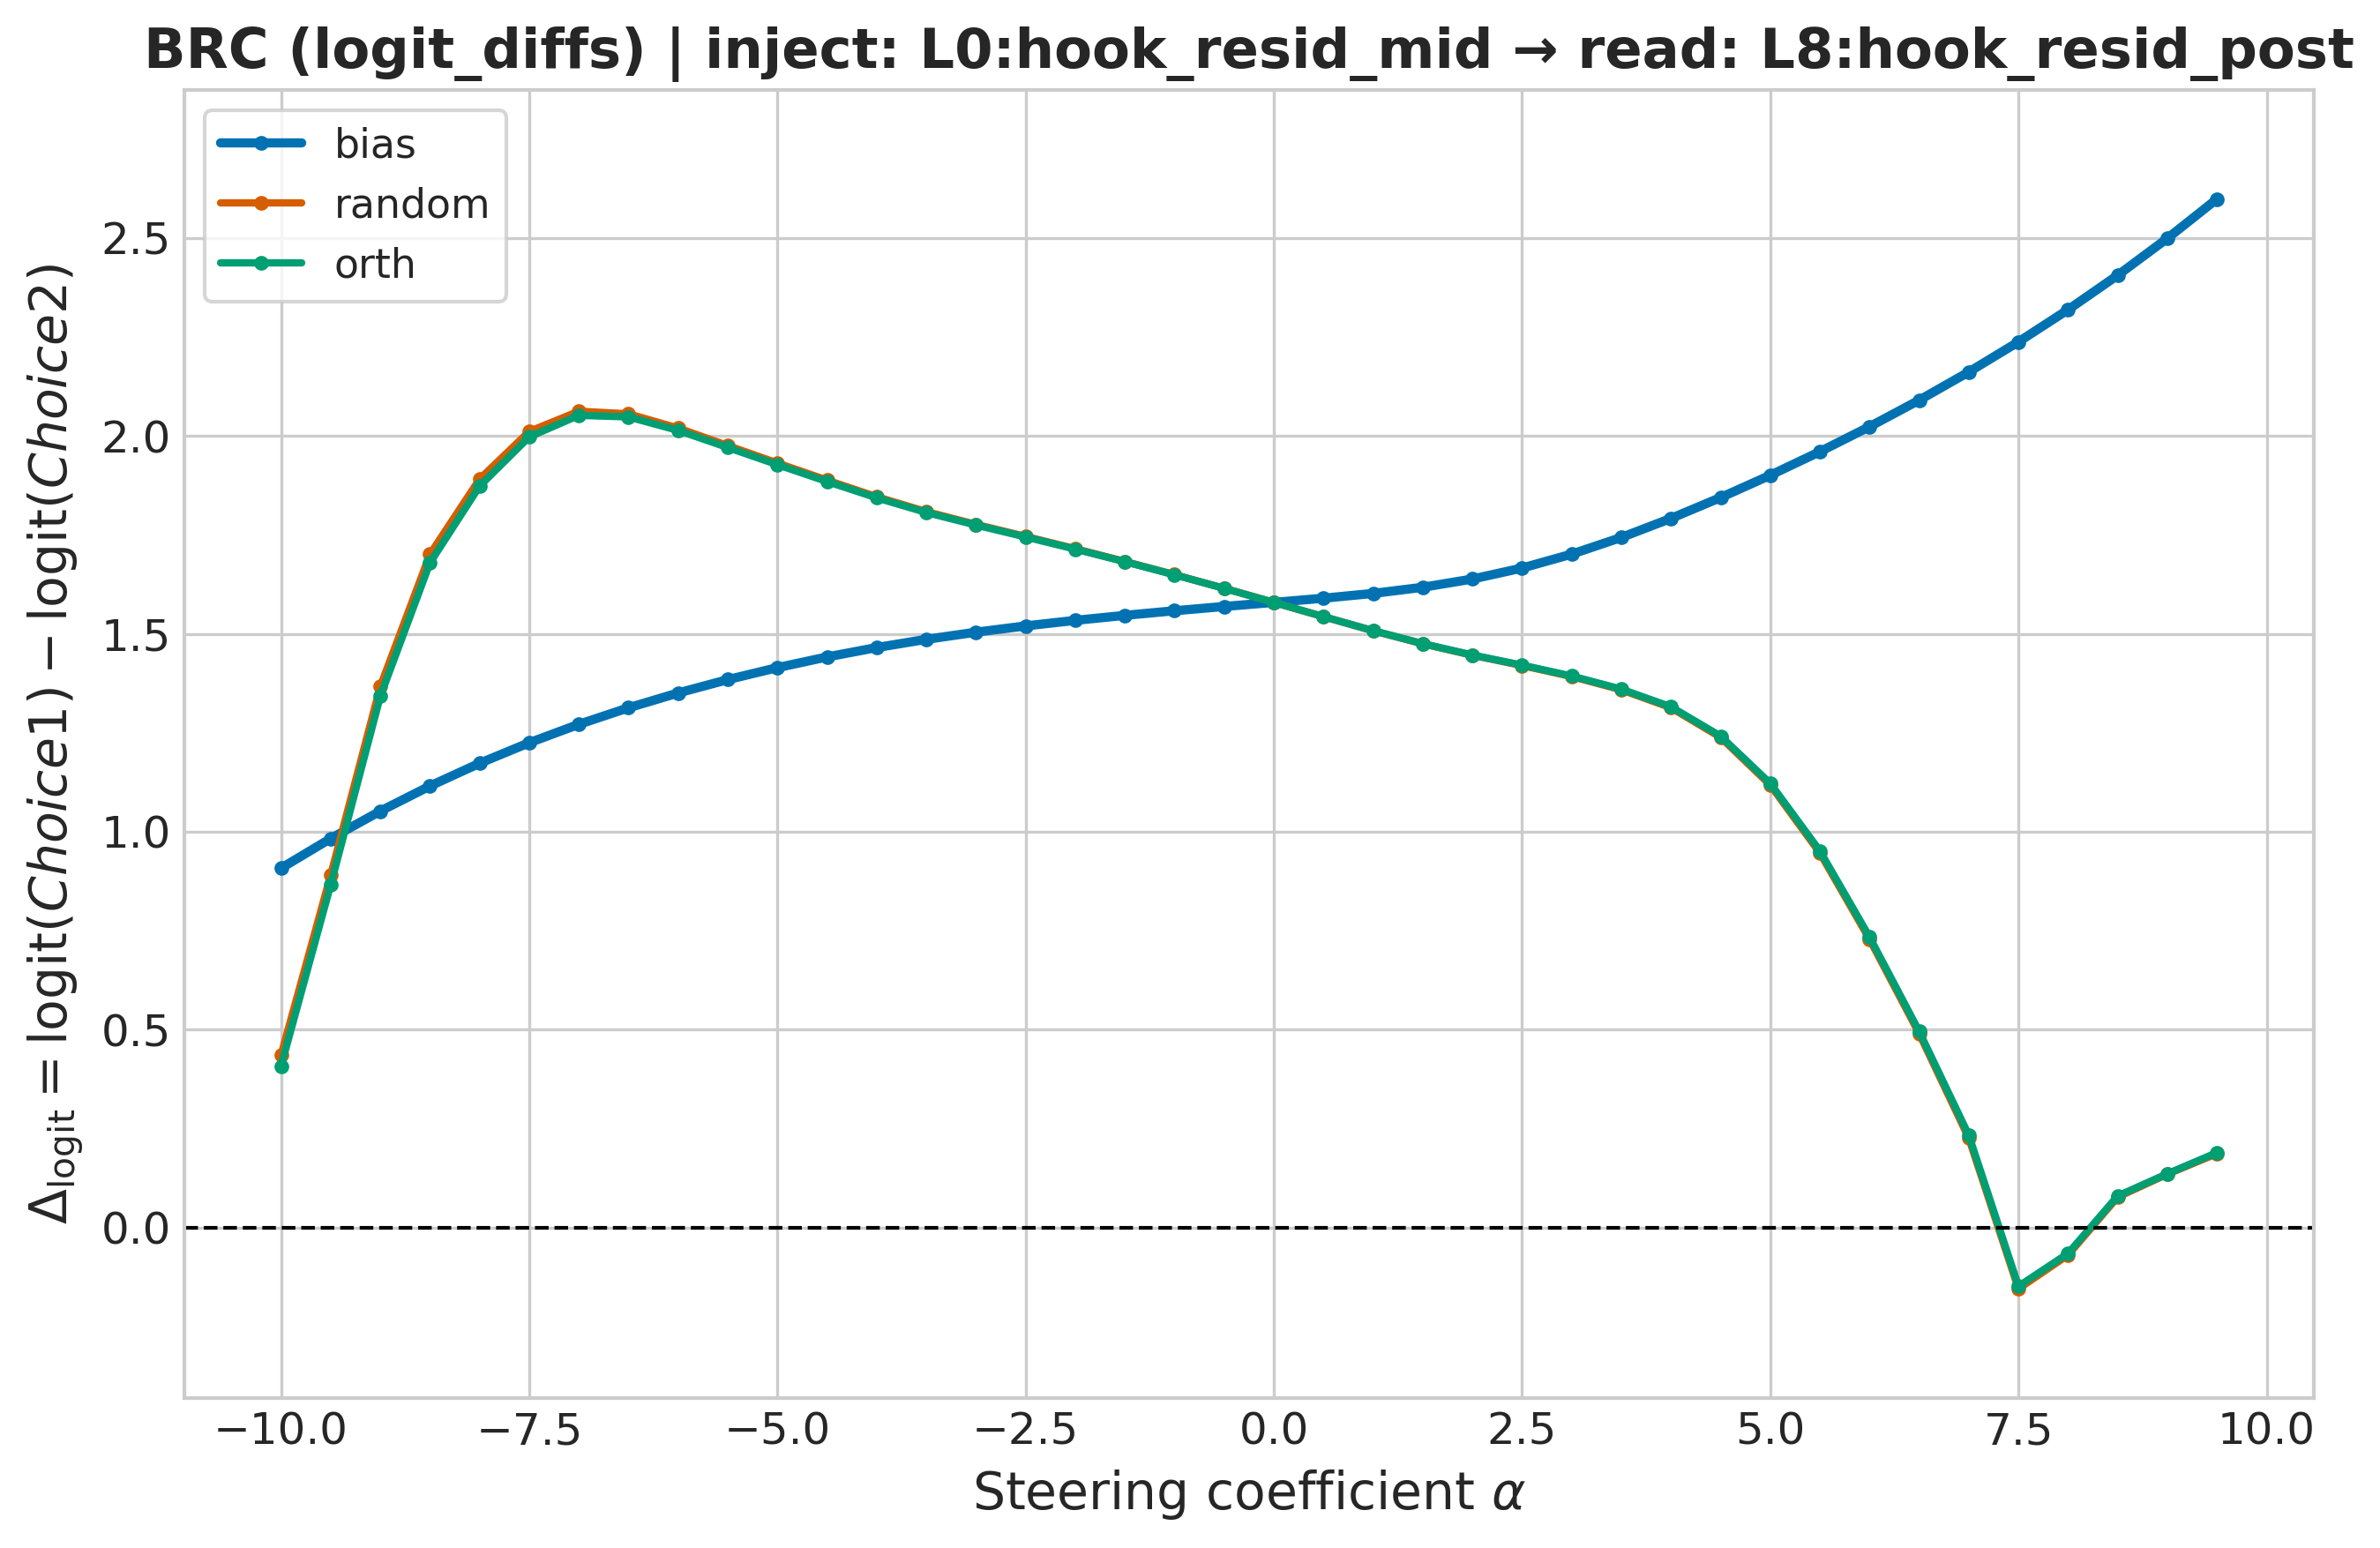 BRC (logit_diffs) | inject: L0:hook_resid_mid → read: L8:hook_resid_post
bias
random
orth
Δlogit = logit(Choice1) − logit(Choice2)
2.5
2.0
1.5
1.0
0.5
0.0
−10.0 −7.5 −5.0 −2.5 0.0 2.5 5.0 7.5 10.0
Steering coefficient α